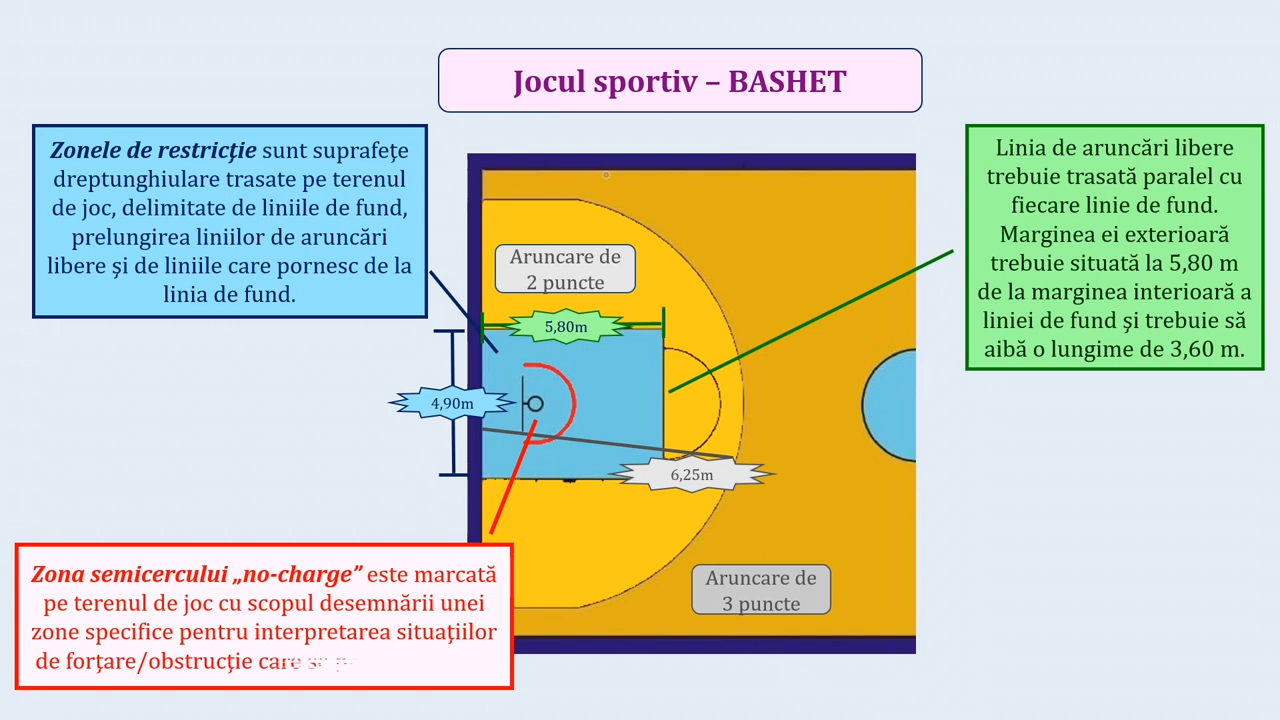 Jocul sportiv – BASHET
Zonele de restricţie sunt suprafeţe
dreptunghiulare trasate pe terenul
de joc, delimitate de liniile de fund,
prelungirea liniilor de aruncări
libere şi de liniile care pornesc de la
linia de fund.
Linia de aruncări libere
trebuie trasată paralel cu
fiecare linie de fund.
Marginea ei exterioară
trebuie situată la 5,80 m
de la marginea interioară a
liniei de fund şi trebuie să
aibă o lungime de 3,60 m.
Aruncare de
2 puncte
5,80m
4,90m
6,25m
Aruncare de
3 puncte
Zona semicercului „no-charge” este marcată
pe terenul de joc cu scopul desemnării unei
zone specifice pentru interpretarea situaţiilor
de forţare/obstrucţie care